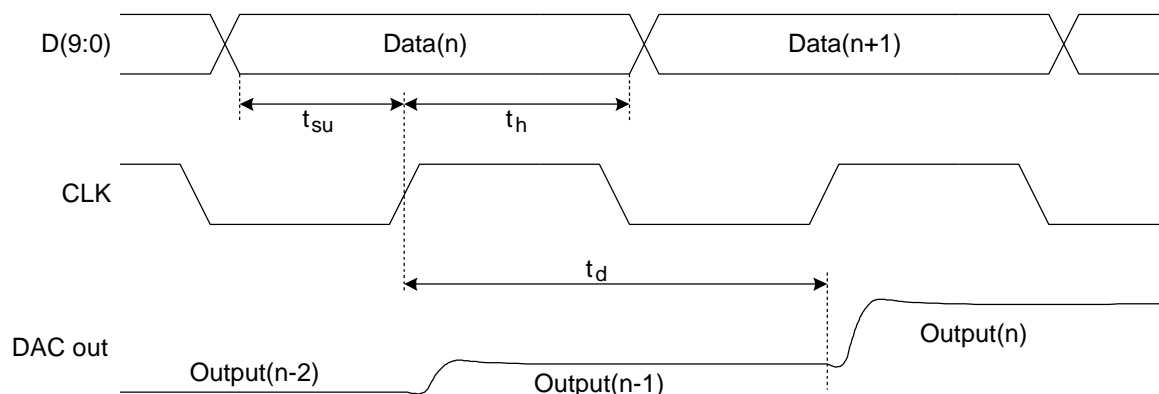 D(9:0)
Data(n)
Data(n+1)
tsu
th
CLK
td
DAC out
Output(n-2)
Output(n-1)
Output(n)